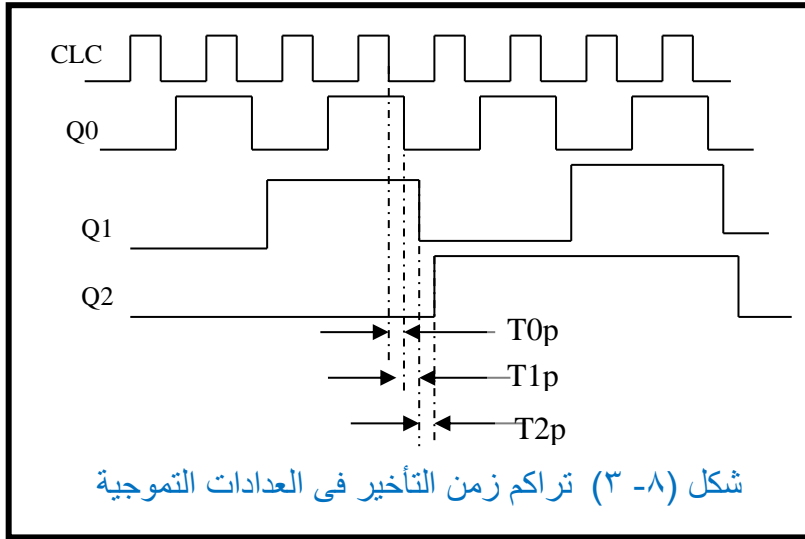 CLC
Q0
Q1
Q2
T0p
T1p
T2p
شكل (٨- ٣) تراكم زمن التأخير فى العدادات التموجية